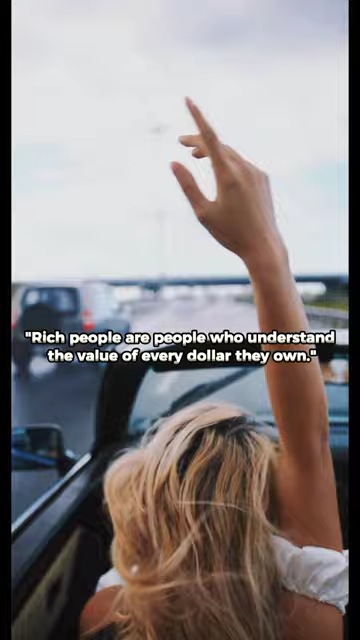 "Rich people are people who understand
the value of every dollar they own."